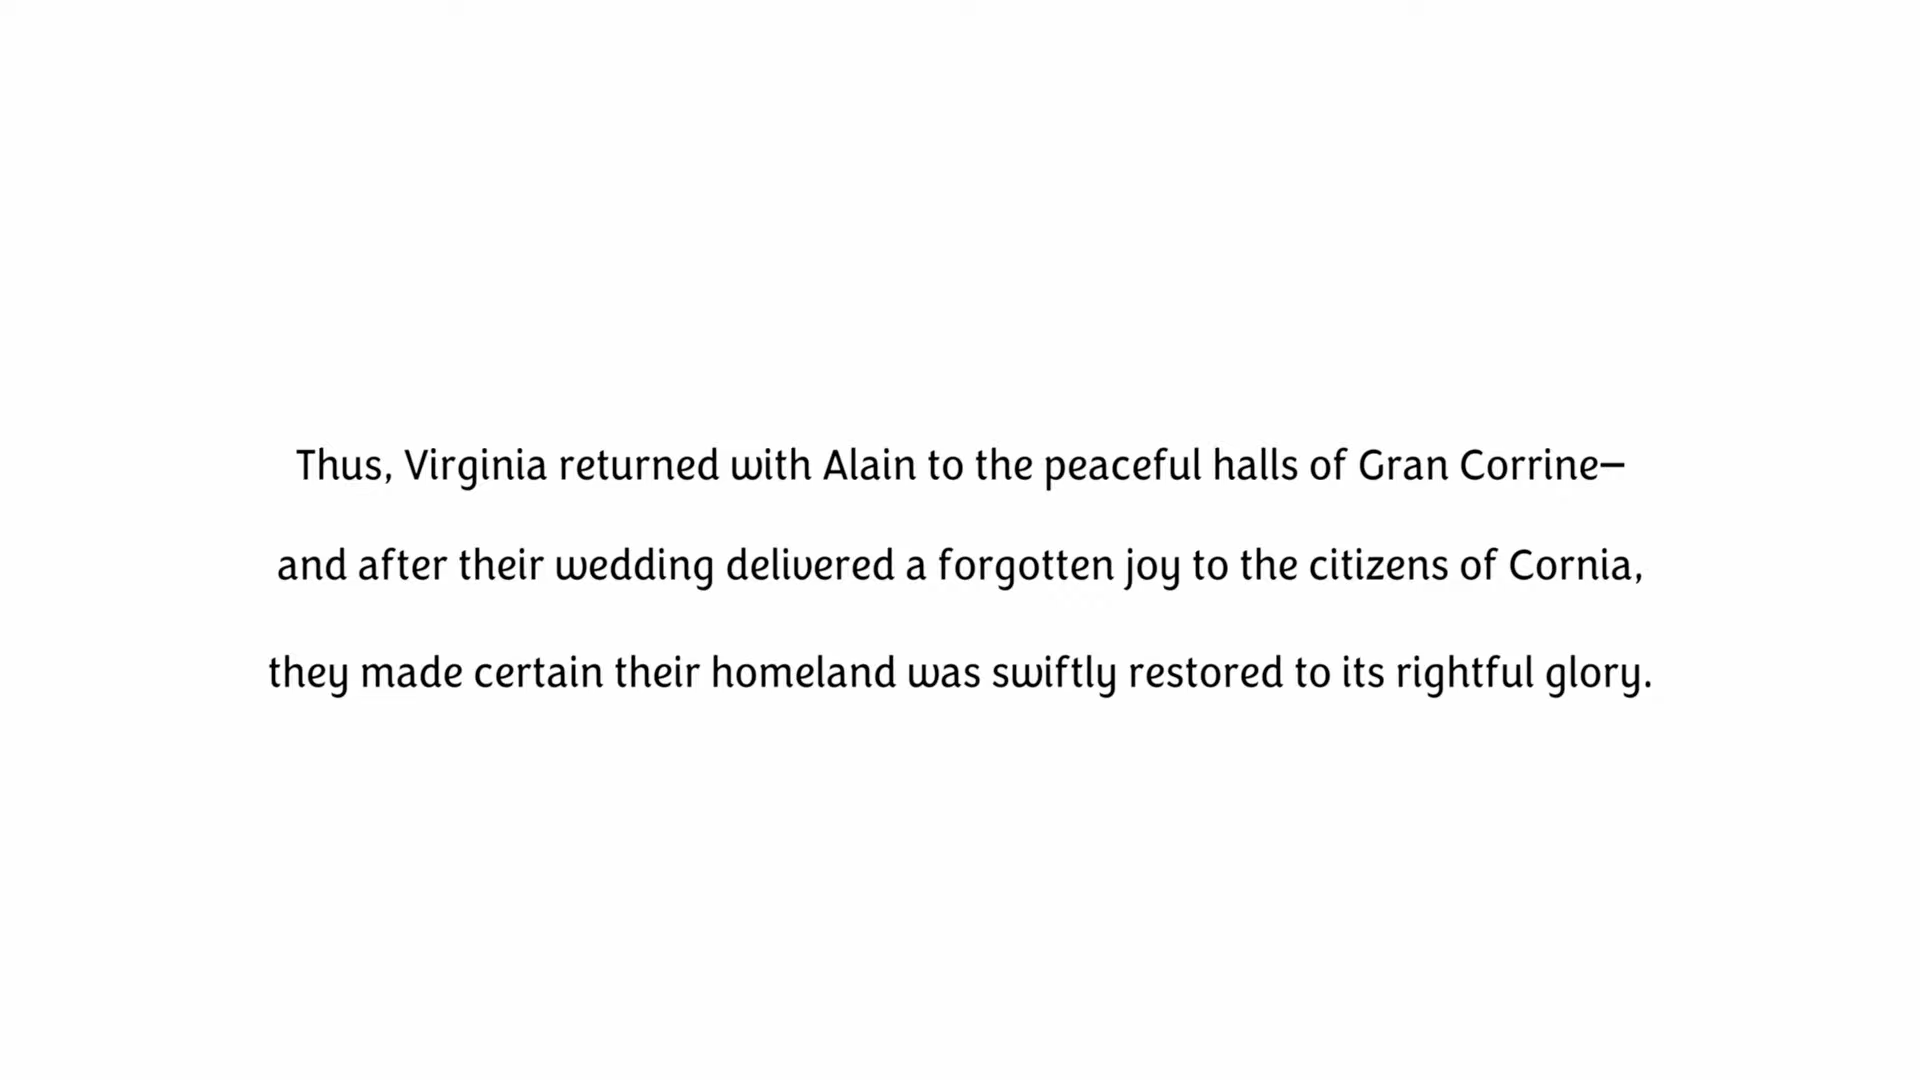 Thus, Virginia returned with Alain to the peaceful halls of Gran Corrine—
and after their wedding delivered a forgotten joy to the citizens of Cornia,
they made certain their homeland was swiftly restored to its rightful glory.